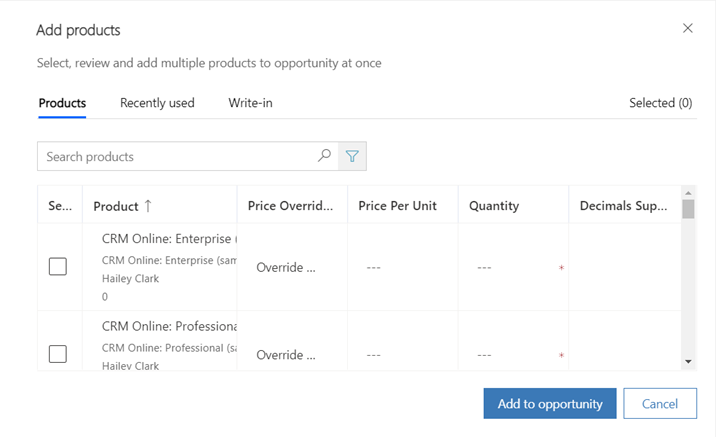 Add products
Select, review and add multiple products to opportunity at once
Products Recently used Write-in Selected (0)
Search products
Se... Product ↑ Price Overrid... Price Per Unit Quantity Decimals Sup...
CRM Online: Enterprise (
CRM Online: Enterprise (sam
Hailey Clark
0
Override ... --- --- *
CRM Online: Professiona
CRM Online: Professional (sa
Hailey Clark
Override ... --- --- *
Add to opportunity Cancel